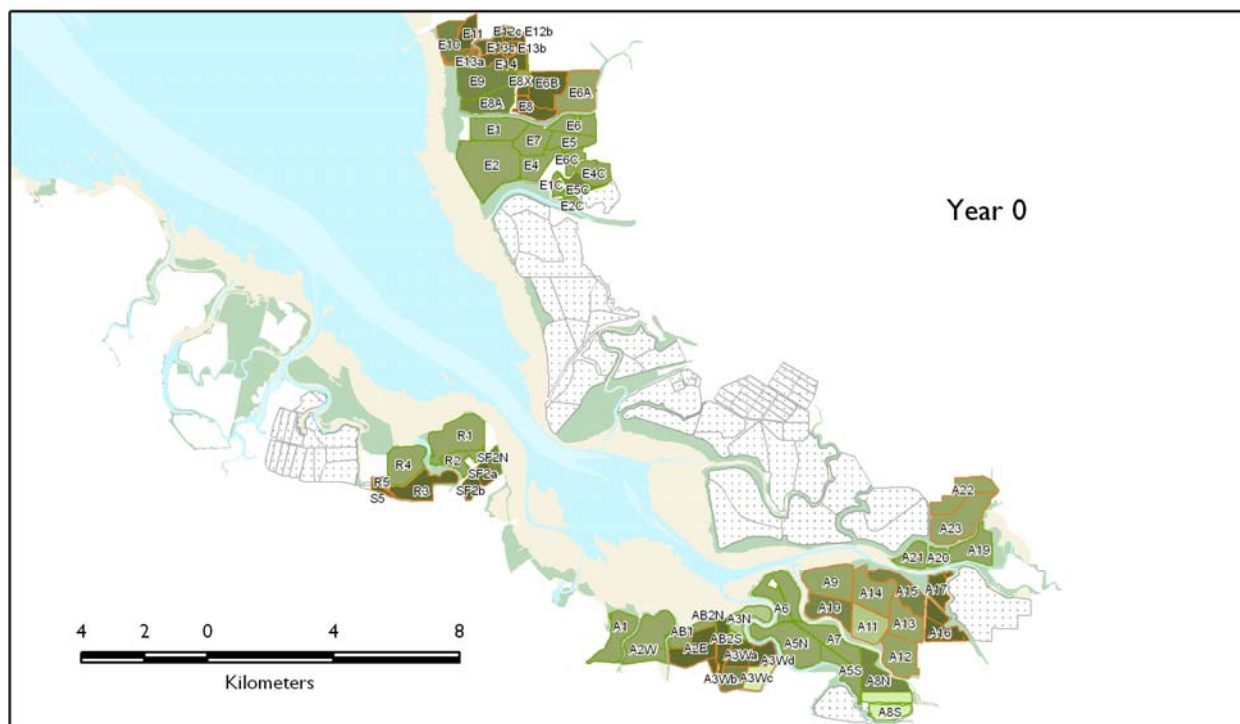 E10
E11
E12c
E12b
E13c
E13b
E13a
E14
E9
E8X
E6B
E6A
E8A
E8
E1
E7
E6
E5
E2
E4
E6C
E4C
E1C
E5C
E2C
Year 0
R1
R4
R2
SF2N
R5
R3
SF2a
S5
SF2b
A22
A23
A19
A21
A20
A9
A14
A15
A17
A6
A10
A11
A13
A16
A1
AB2N
A3N
AB1
AB2S
A2W
A2E
A5N
A7
A3Wa
A3Wd
A12
A3Wb
A3Wc
A5S
A8N
A8S
4 2 0 4 8
Kilometers